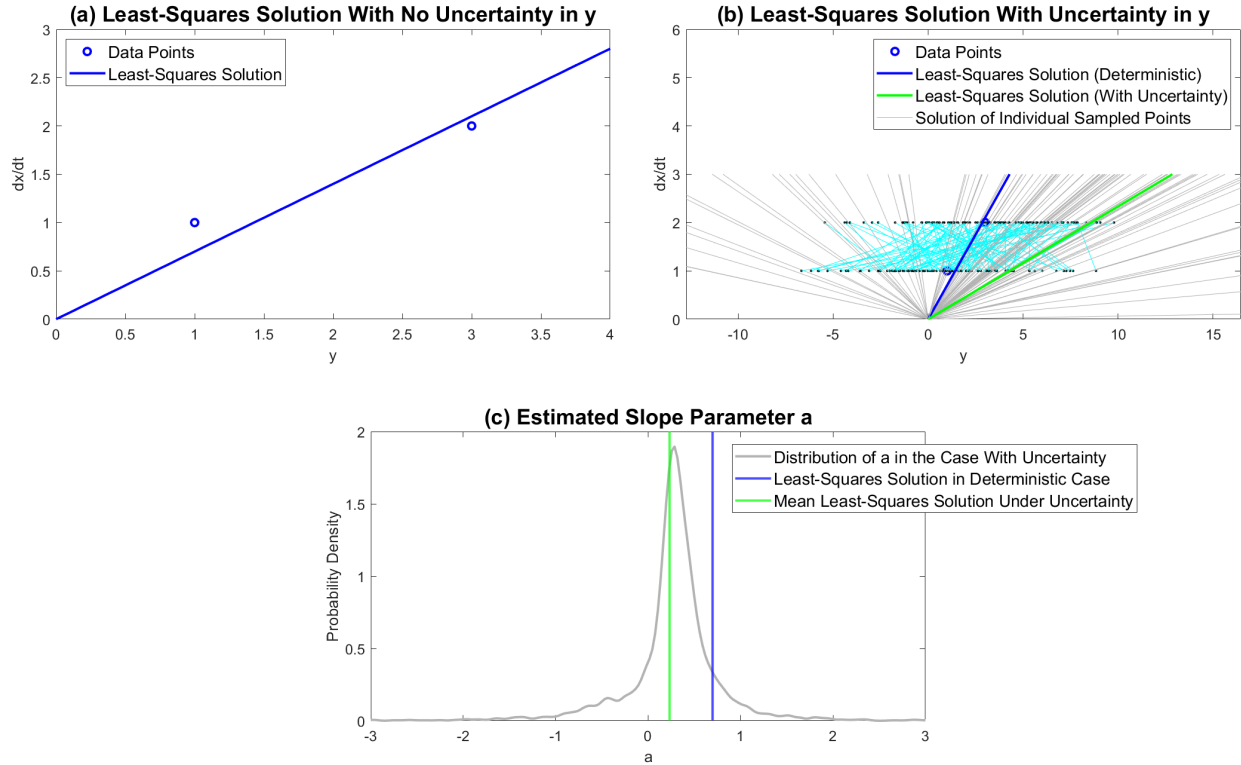 (a) Least-Squares Solution With No Uncertainty in y
3
2.5
2
1.5
1
0.5
0
dx/dt
Data Points
Least-Squares Solution
0 0.5 1 1.5 2 2.5 3 3.5 4
y
(b) Least-Squares Solution With Uncertainty in y
6
5
4
3
2
1
0
dx/dt
Data Points
Least-Squares Solution (Deterministic)
Least-Squares Solution (With Uncertainty)
Solution of Individual Sampled Points
-10 -5 0 5 10 15
y
(c) Estimated Slope Parameter a
2
1.5
1
0.5
0
Probability Density
Distribution of a in the Case With Uncertainty
Least-Squares Solution in Deterministic Case
Mean Least-Squares Solution Under Uncertainty
-3 -2 -1 0 1 2 3
a